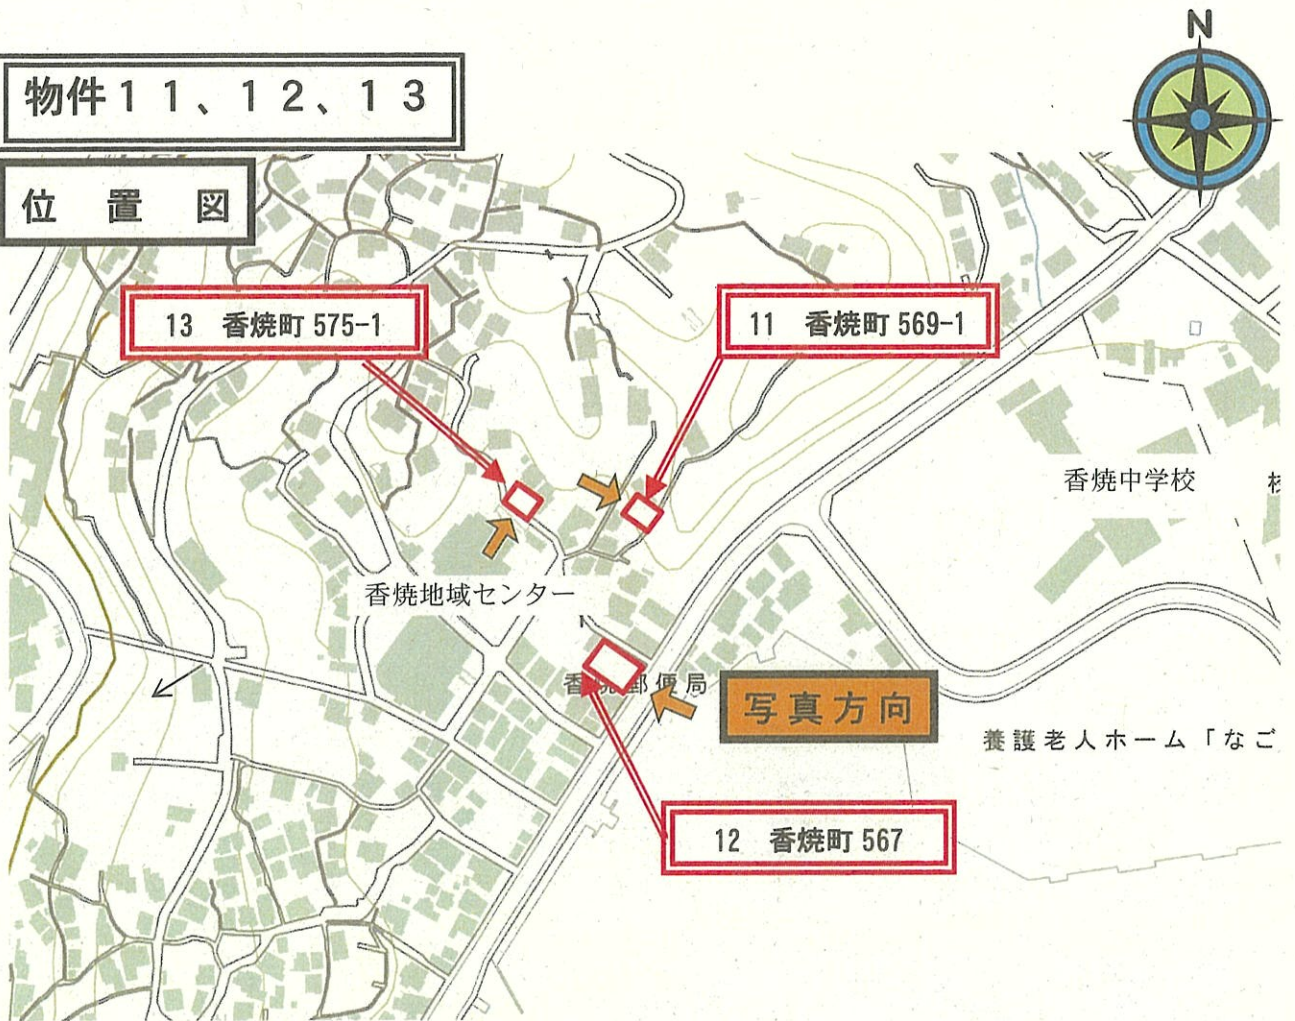 N
物件１１、１２、１３
位置図
13 香焼町 575-1
11 香焼町 569-1
香焼中学校
香焼地域センター
香焼郵便局
写真方向
養護老人ホーム「なご
12 香焼町 567